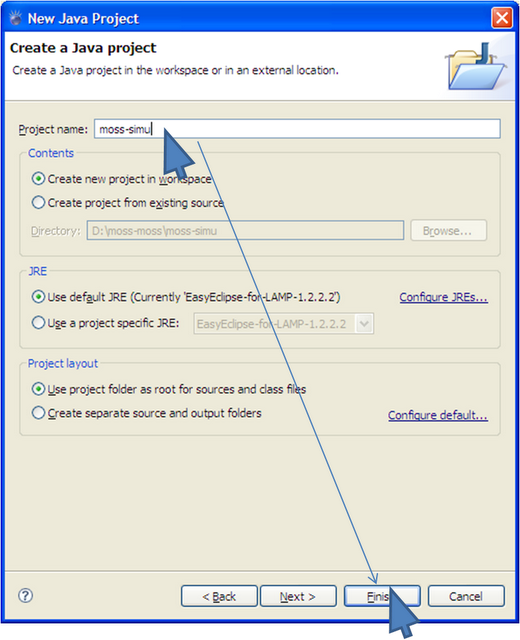 New Java Project
Create a Java project
Create a Java project in the workspace or in an external location.
Project name: moss-simu
Contents
Create new project in workspace
Create project from existing source
Directory: D:\moss-moss\moss-simu Browse...
JRE
Use default JRE (Currently 'EasyEclipse-for-LAMP-1.2.2.2') Configure JREs...
Use a project specific JRE: EasyEclipse-for-LAMP-1.2.2.2
Project layout
Use project folder as root for sources and class files
Create separate source and output folders Configure default...
? < Back Next > Finish Cancel